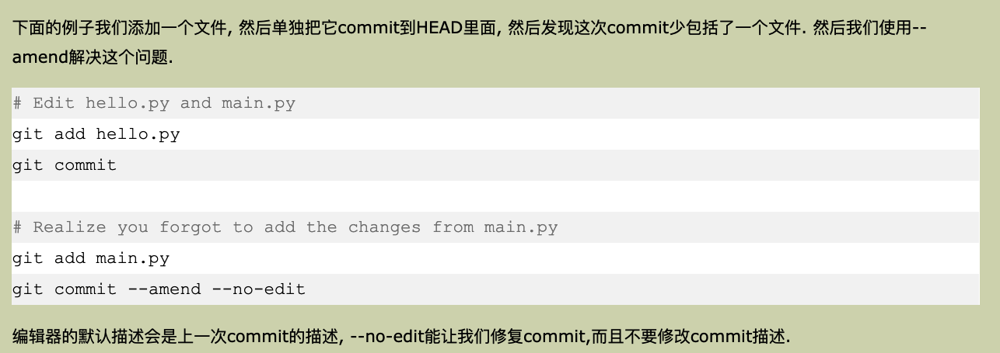 下面的例子我们添加一个文件, 然后单独把它commit到HEAD里面, 然后发现这次commit少包括了一个文件. 然后我们使用--
amend解决这个问题.
# Edit hello.py and main.py
git add hello.py
git commit
# Realize you forgot to add the changes from main.py
git add main.py
git commit --amend --no-edit
编辑器的默认描述会是上一次commit的描述, --no-edit能让我们修复commit,而且不要修改commit描述.